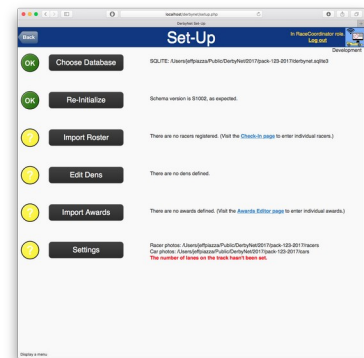 localhost/derbynet/setup.php
DerbyNet Set-Up
Back
Set-Up
In RaceCoordinator role.
Log out
Development
OK
Choose Database
SQLITE: /Users/jeffpiazza/Public/DerbyNet/2017/pack-123-2017/derbynet.sqlite3
OK
Re-Initialize
Schema version is S1002, as expected.
?
Import Roster
There are no racers registered. (Visit the Check-In page to enter individual racers.)
?
Edit Dens
There are no dens defined.
?
Import Awards
There are no awards defined. (Visit the Awards Editor page to enter individual awards.)
?
Settings
Racer photos: /Users/jeffpiazza/Public/DerbyNet/2017/pack-123-2017/racers
Car photos: /Users/jeffpiazza/Public/DerbyNet/2017/pack-123-2017/cars
The number of lanes on the track hasn't been set.
Display a menu